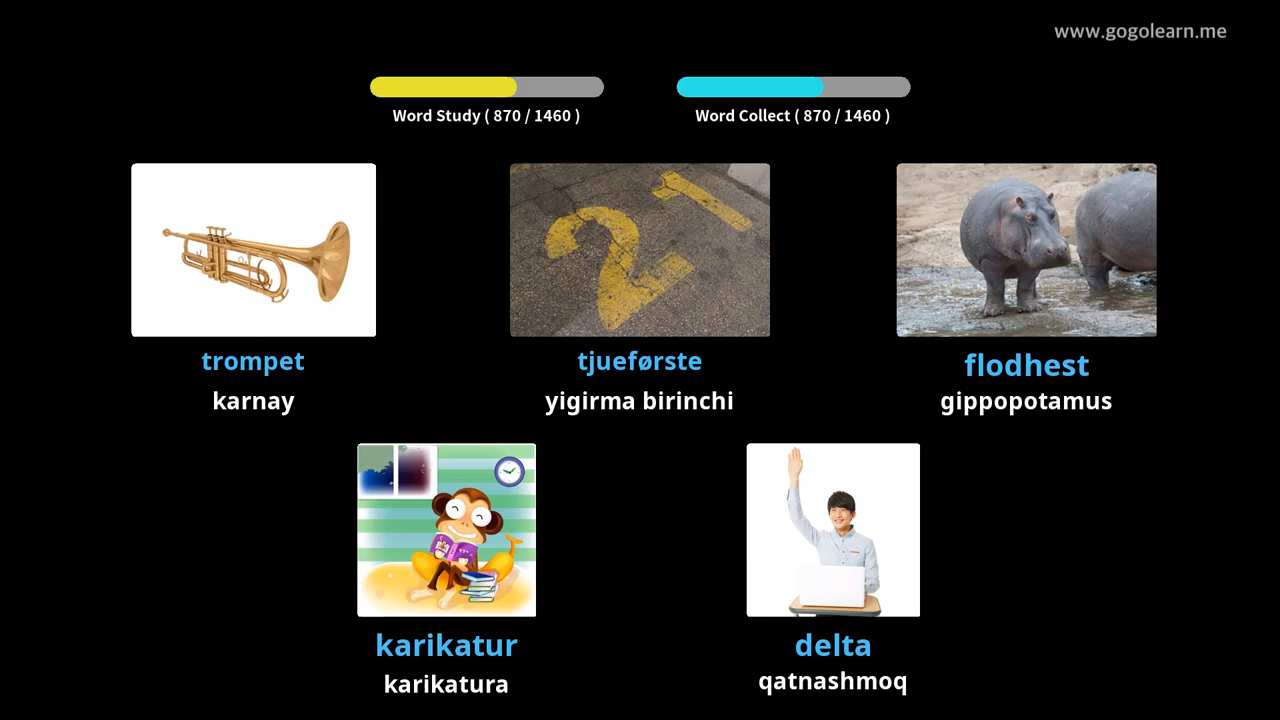 www.gogolearn.me
Word Study ( 870 / 1460 )
Word Collect ( 870 / 1460 )
21
trompet
tjueførste
flodhest
karnay
yigirma birinchi
gippopotamus
karikatur
delta
karikatura
qatnashmoq